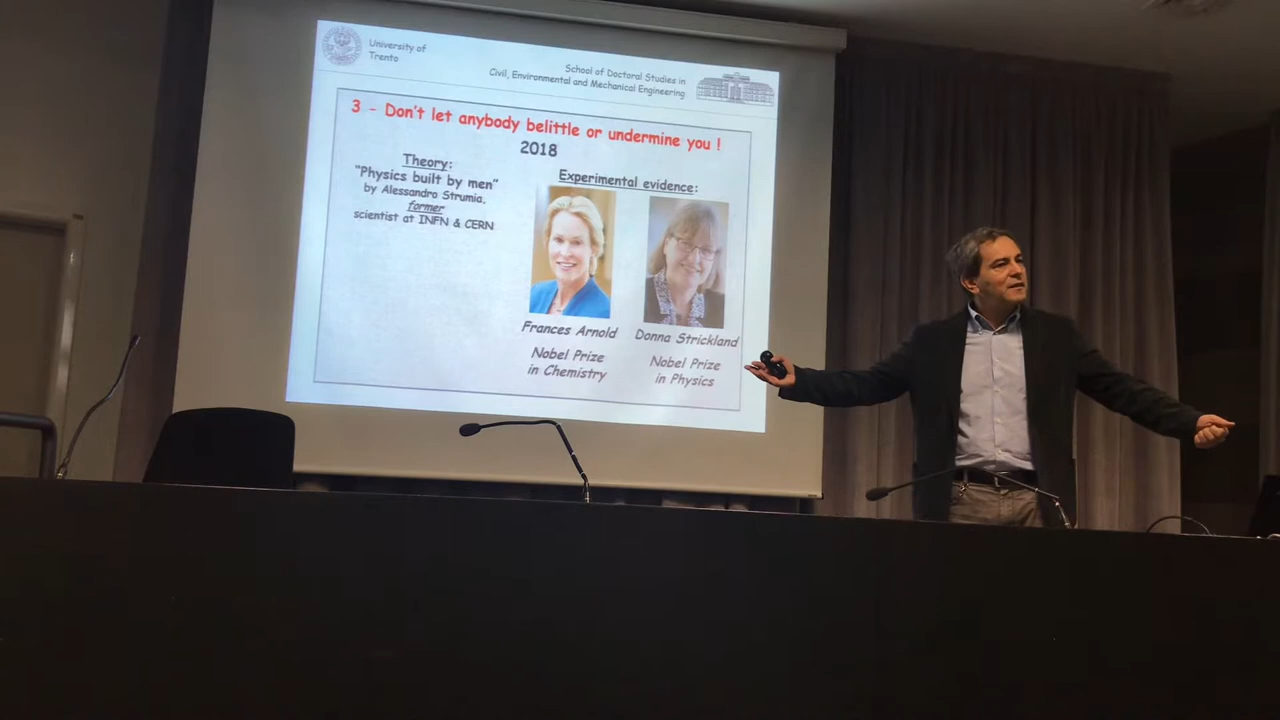 University of
Trento
School of Doctoral Studies in
Civil, Environmental and Mechanical Engineering
3 - Don't let anybody belittle or undermine you !
2018
Theory:
"Physics built by men"
by Alessandro Strumia,
former
scientist at INFN & CERN
Experimental evidence:
Frances Arnold
Nobel Prize
in Chemistry
Donna Strickland
Nobel Prize
in Physics